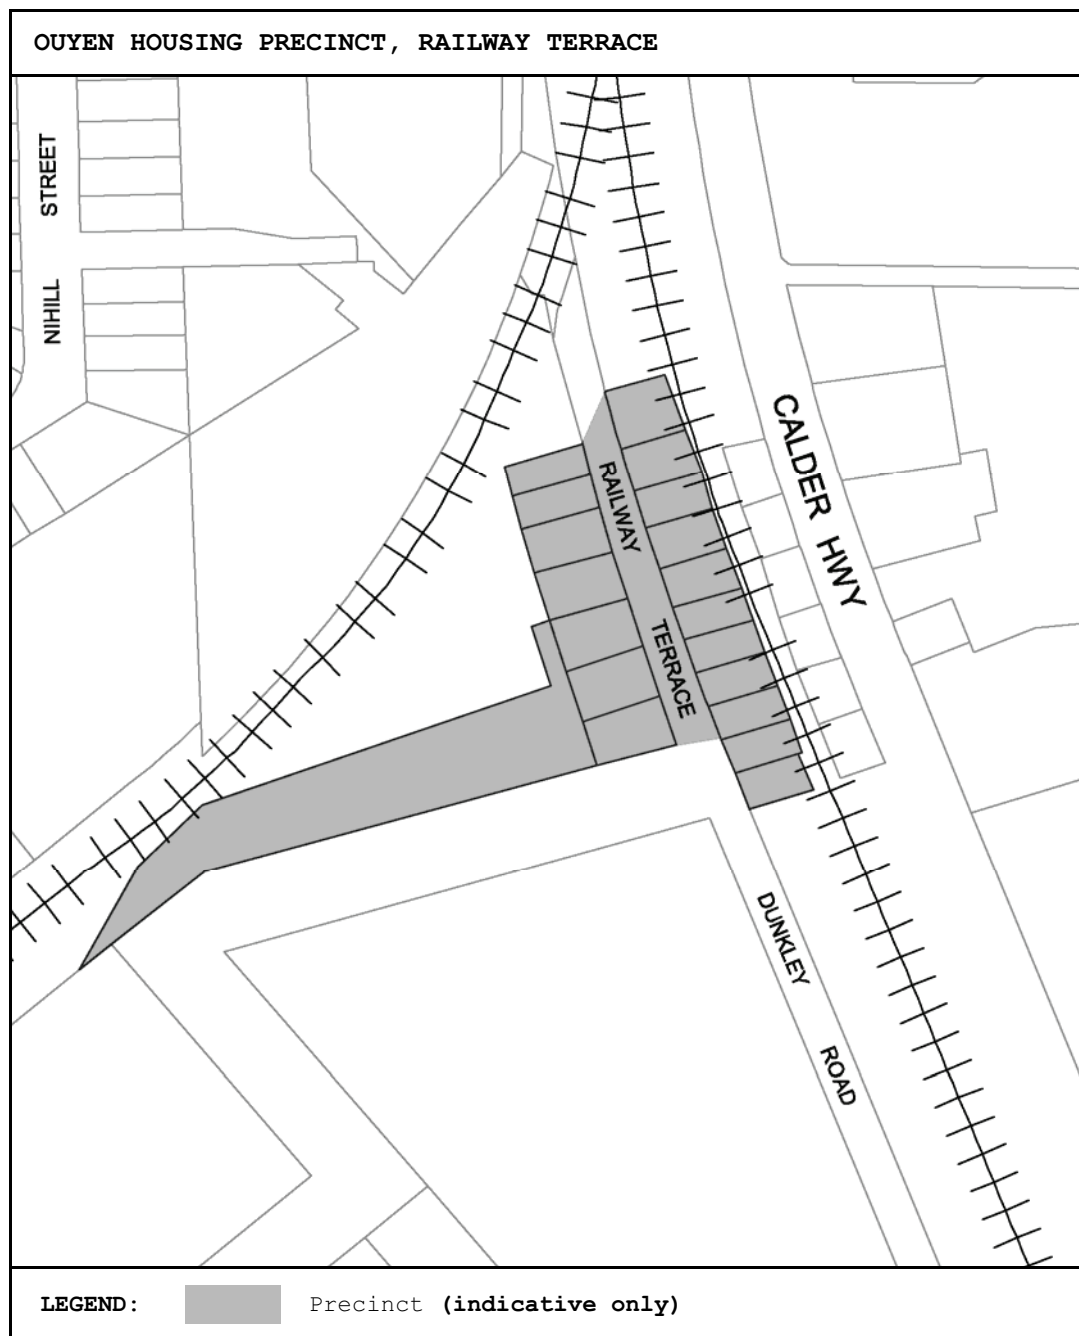 OUYEN HOUSING PRECINCT, RAILWAY TERRACE
STREET
NIHILL
CALDER HWY
RAILWAY
TERRACE
DUNKLEY
ROAD
LEGEND: Precinct (indicative only)